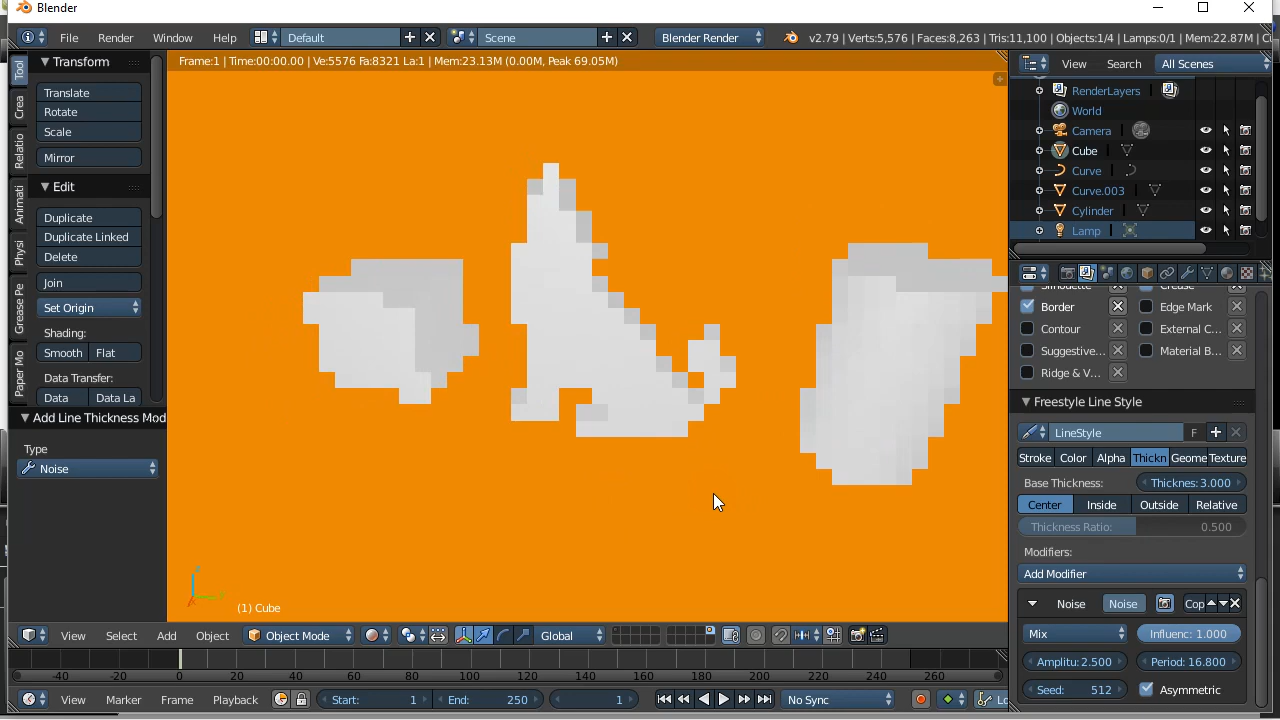 Blender
File Render Window Help Default Scene Blender Render v2.79 | Verts:5,576 | Faces:8,263 | Tris:11,100 | Objects:1/4 | Lamps:0/1 | Mem:22.87M |
Frame:1 | Time:00:00.00 | Ve:5576 Fa:8321 La:1 | Mem:23.13M (0.00M, Peak 69.05M)
Tool
Crea
Relatio
Animati
Physi
Grease Pe
Paper Mo
Transform
Translate
Rotate
Scale
Mirror
Edit
Duplicate
Duplicate Linked
Delete
Join
Set Origin
Shading:
Smooth Flat
Data Transfer:
Data Data La
Add Line Thickness Mod
Type
Noise
(1) Cube
View Select Add Object Object Mode Global
-40 -20 0 20 40 60 80 100 120 140 160 180 200 220 240 260
View Marker Frame Playback Start: 1 End: 250 1 No Sync
View Search All Scenes
RenderLayers
World
Camera
Cube
Curve
Curve.003
Cylinder
Lamp
Silhouette Crease
Border Edge Mark
Contour External C...
Suggestive... Material B...
Ridge & V...
Freestyle Line Style
LineStyle F
Stroke Color Alpha Thickn Geome Texture
Base Thickness: Thicknes: 3.000
Center Inside Outside Relative
Thickness Ratio: 0.500
Modifiers:
Add Modifier
Noise Noise Cop
Mix Influenc: 1.000
Amplitu: 2.500 Period: 16.800
Seed: 512 Asymmetric